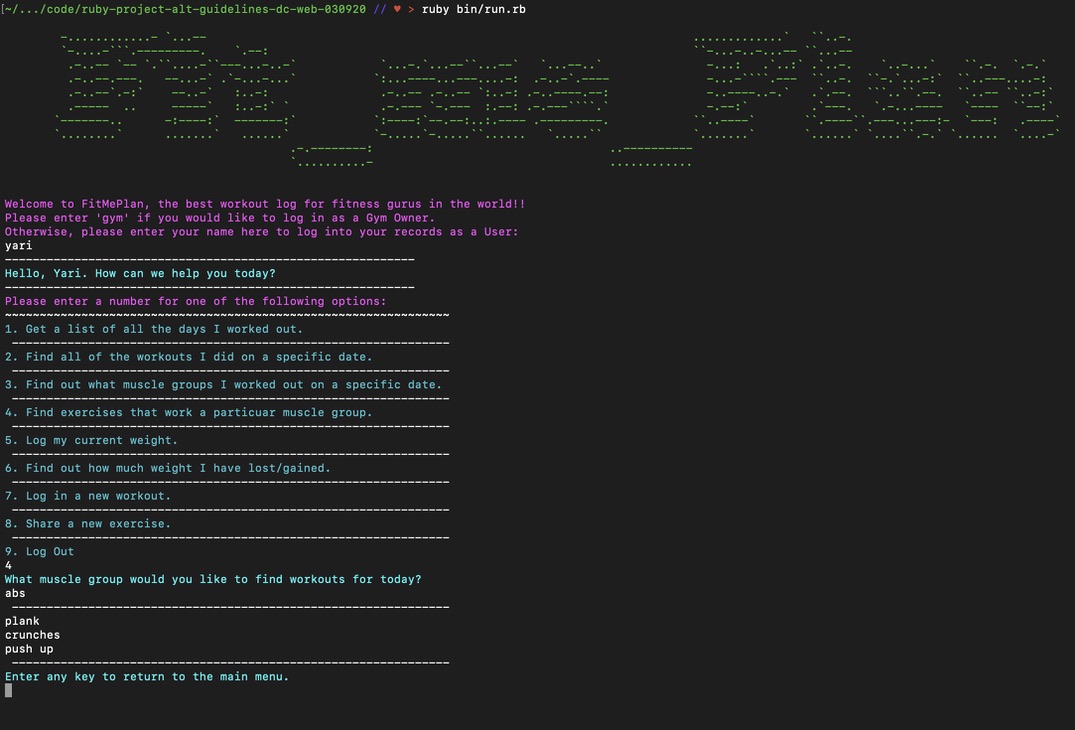 [~/.../code/ruby-project-alt-guidelines-dc-web-030920 // ♥ > ruby bin/run.rb
Fit_me_Plan
Welcome to FitMePlan, the best workout log for fitness gurus in the world!!
Please enter 'gym' if you would like to log in as a Gym Owner.
Otherwise, please enter your name here to log into your records as a User:
yari
Hello, Yari. How can we help you today?
Please enter a number for one of the following options:
1. Get a list of all the days I worked out.
2. Find all of the workouts I did on a specific date.
3. Find out what muscle groups I worked out on a specific date.
4. Find exercises that work a particuar muscle group.
5. Log my current weight.
6. Find out how much weight I have lost/gained.
7. Log in a new workout.
8. Share a new exercise.
9. Log Out
4
What muscle group would you like to find workouts for today?
abs
plank
crunches
push up
Enter any key to return to the main menu.